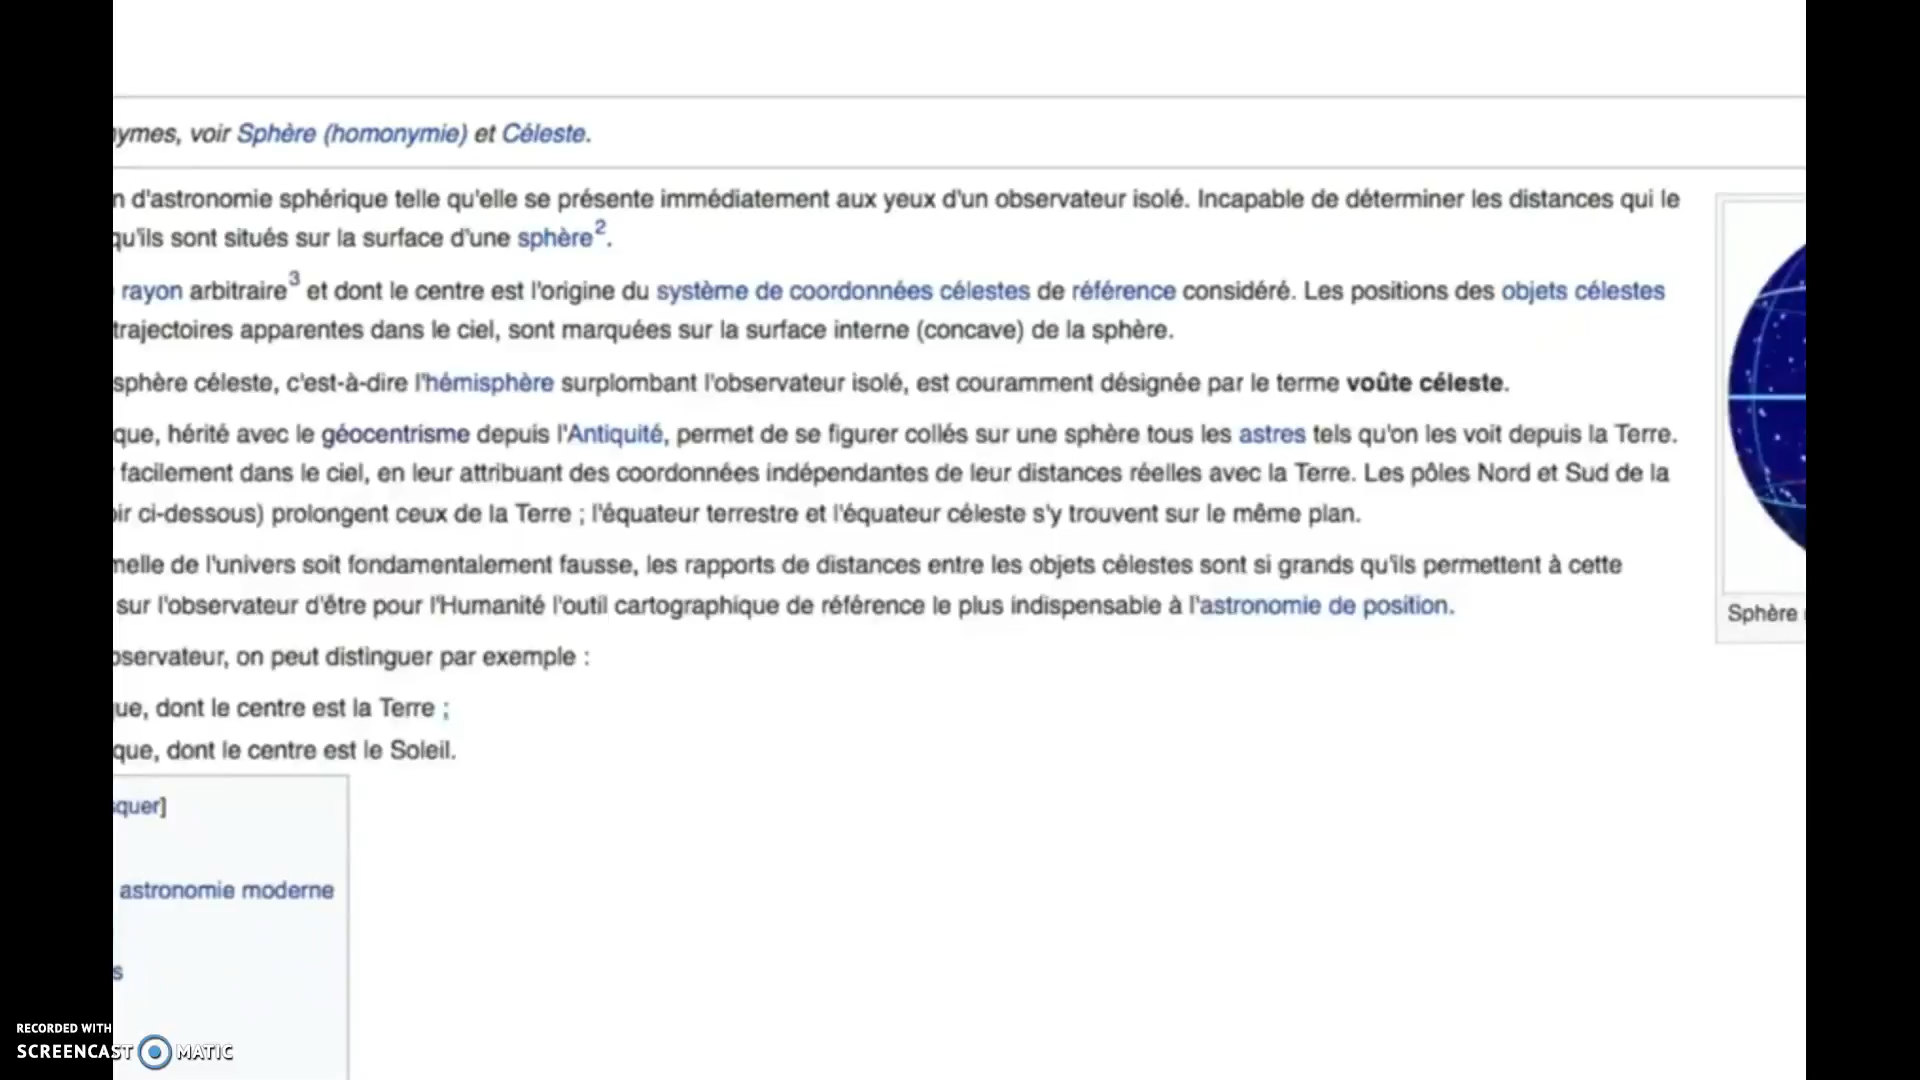 ymes, voir Sphère (homonymie) et Céleste.
n d'astronomie sphérique telle qu'elle se présente immédiatement aux yeux d'un observateur isolé. Incapable de déterminer les distances qui le
qu'ils sont situés sur la surface d'une sphère2.
rayon arbitraire3 et dont le centre est l'origine du système de coordonnées célestes de référence considéré. Les positions des objets célestes
trajectoires apparentes dans le ciel, sont marquées sur la surface interne (concave) de la sphère.
sphère céleste, c'est-à-dire l'hémisphère surplombant l'observateur isolé, est couramment désignée par le terme voûte céleste.
que, hérité avec le géocentrisme depuis l'Antiquité, permet de se figurer collés sur une sphère tous les astres tels qu'on les voit depuis la Terre.
facilement dans le ciel, en leur attribuant des coordonnées indépendantes de leur distances réelles avec la Terre. Les pôles Nord et Sud de la
ir ci-dessous) prolongent ceux de la Terre ; l'équateur terrestre et l'équateur céleste s'y trouvent sur le même plan.
nelle de l'univers soit fondamentalement fausse, les rapports de distances entre les objets célestes sont si grands qu'ils permettent à cette
sur l'observateur d'être pour l'Humanité l'outil cartographique de référence le plus indispensable à l'astronomie de position.
bservateur, on peut distinguer par exemple :
ue, dont le centre est la Terre ;
que, dont le centre est le Soleil.
squer]
astronomie moderne
s
Sphère
RECORDED WITH
SCREENCAST MATIC